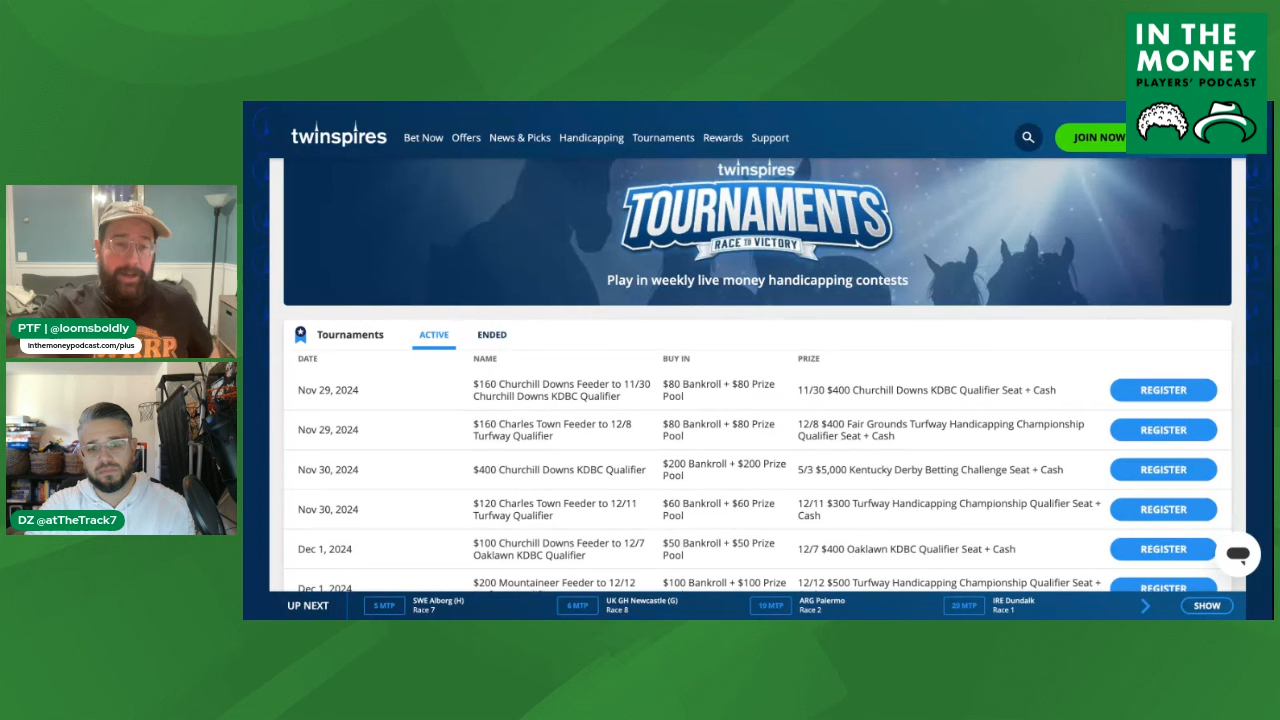 IN THE
MONEY
PLAYERS' PODCAST
twinspires
Bet Now Offers News & Picks Handicapping Tournaments Rewards Support
JOIN NOW
twinspires
TOURNAMENTS
RACE TO VICTORY
Play in weekly live money handicapping contests
Tournaments ACTIVE ENDED
DATE NAME BUY IN PRIZE
Nov 29, 2024
$160 Churchill Downs Feeder to 11/30
Churchill Downs KDBC Qualifier
$80 Bankroll + $80 Prize
Pool
11/30 $400 Churchill Downs KDBC Qualifier Seat + Cash
REGISTER
Nov 29, 2024
$160 Charles Town Feeder to 12/8
Turfway Qualifier
$80 Bankroll + $80 Prize
Pool
12/8 $400 Fair Grounds Turfway Handicapping Championship
Qualifier Seat + Cash
REGISTER
Nov 30, 2024
$400 Churchill Downs KDBC Qualifier
$200 Bankroll + $200 Prize
Pool
5/3 $5,000 Kentucky Derby Betting Challenge Seat + Cash
REGISTER
Nov 30, 2024
$120 Charles Town Feeder to 12/11
Turfway Qualifier
$60 Bankroll + $60 Prize
Pool
12/11 $300 Turfway Handicapping Championship Qualifier Seat +
Cash
REGISTER
Dec 1, 2024
$100 Churchill Downs Feeder to 12/7
Oaklawn KDBC Qualifier
$50 Bankroll + $50 Prize
Pool
12/7 $400 Oaklawn KDBC Qualifier Seat + Cash
REGISTER
Dec 1, 2024
$200 Mountaineer Feeder to 12/12
$100 Bankroll + $100 Prize
12/12 $500 Turfway Handicapping Championship Qualifier Seat +
REGISTER
UP NEXT
5 MTP
SWE Alborg (H)
Race 7
6 MTP
UK GH Newcastle (G)
Race 8
19 MTP
ARG Palermo
Race 2
20 MTP
IRE Dundalk
Race 1
SHOW
PTF | @loomsboldly
inthemoneypodcast.com/plus
DZ @atTheTrack7